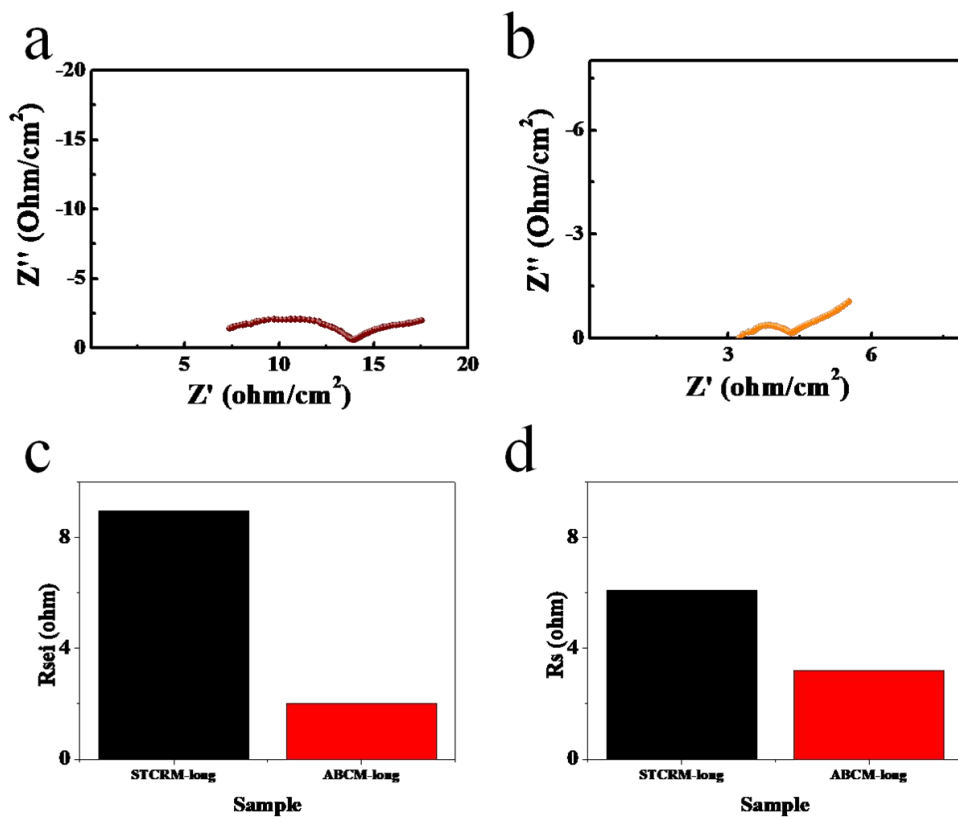 a
-20
-15
-10
-5
0
5
10
15
20
Z'' (Ohm/cm²)
Z' (ohm/cm²)
b
-6
-3
0
3
6
Z'' (Ohm/cm²)
Z' (ohm/cm²)
c
8
4
0
Rsei (ohm)
STCRM-long
ABCM-long
Sample
d
8
4
0
Rs (ohm)
STCRM-long
ABCM-long
Sample